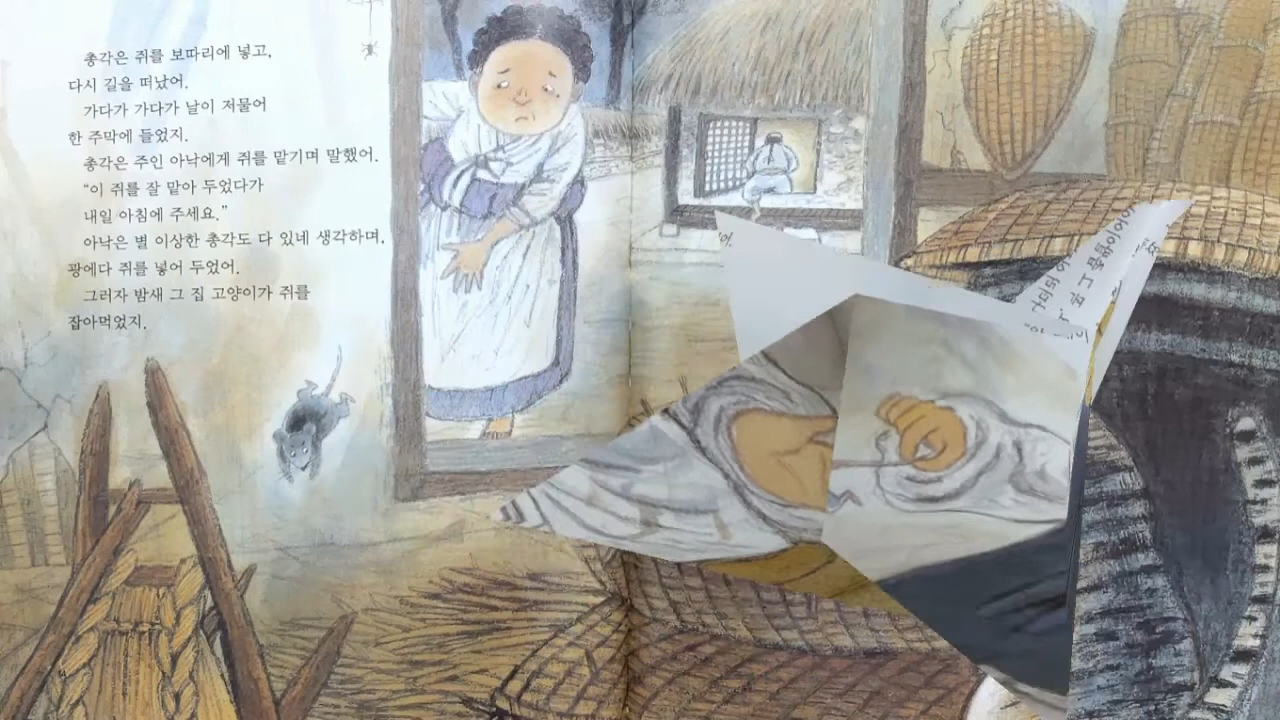 총각은 쥐를 보따리에 넣고,
다시 길을 떠났어.
가다가 가다가 날이 저물어
한 주막에 들었지.
총각은 주인 아낙에게 쥐를 맡기며 말했어.
“이 쥐를 잘 맡아 두었다가
내일 아침에 주세요.”
아낙은 별 이상한 총각도 다 있네 생각하며,
광에다 쥐를 넣어 두었어.
그러자 밤새 그 집 고양이가 쥐를
잡아먹었지.